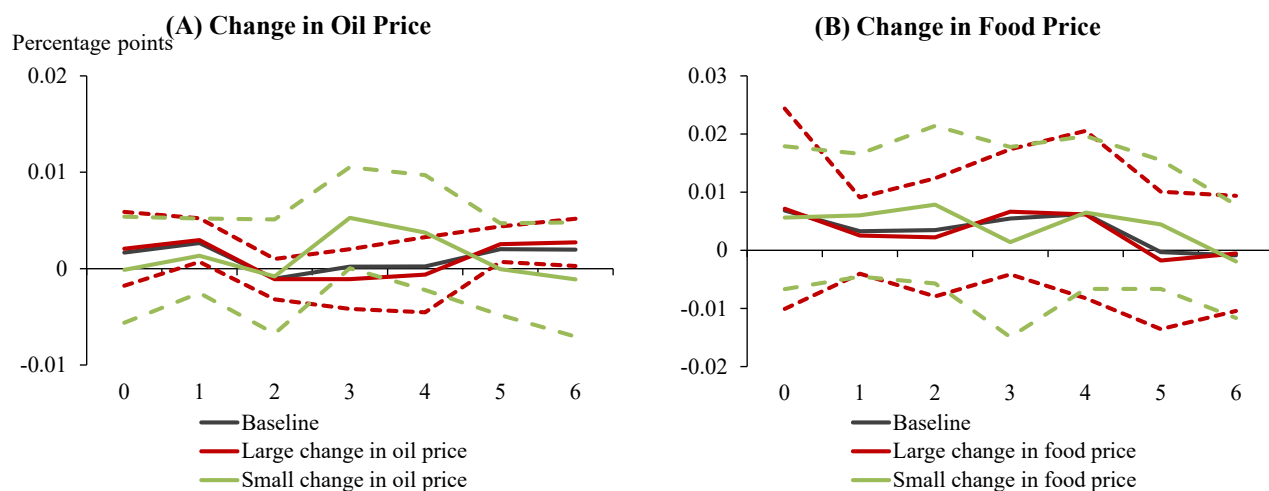 (A) Change in Oil Price
Percentage points
0.02
0.01
0
-0.01
0 1 2 3 4 5 6
Baseline
Large change in oil price
Small change in oil price
(B) Change in Food Price
0.03
0.02
0.01
0
-0.01
-0.02
0 1 2 3 4 5 6
Baseline
Large change in food price
Small change in food price